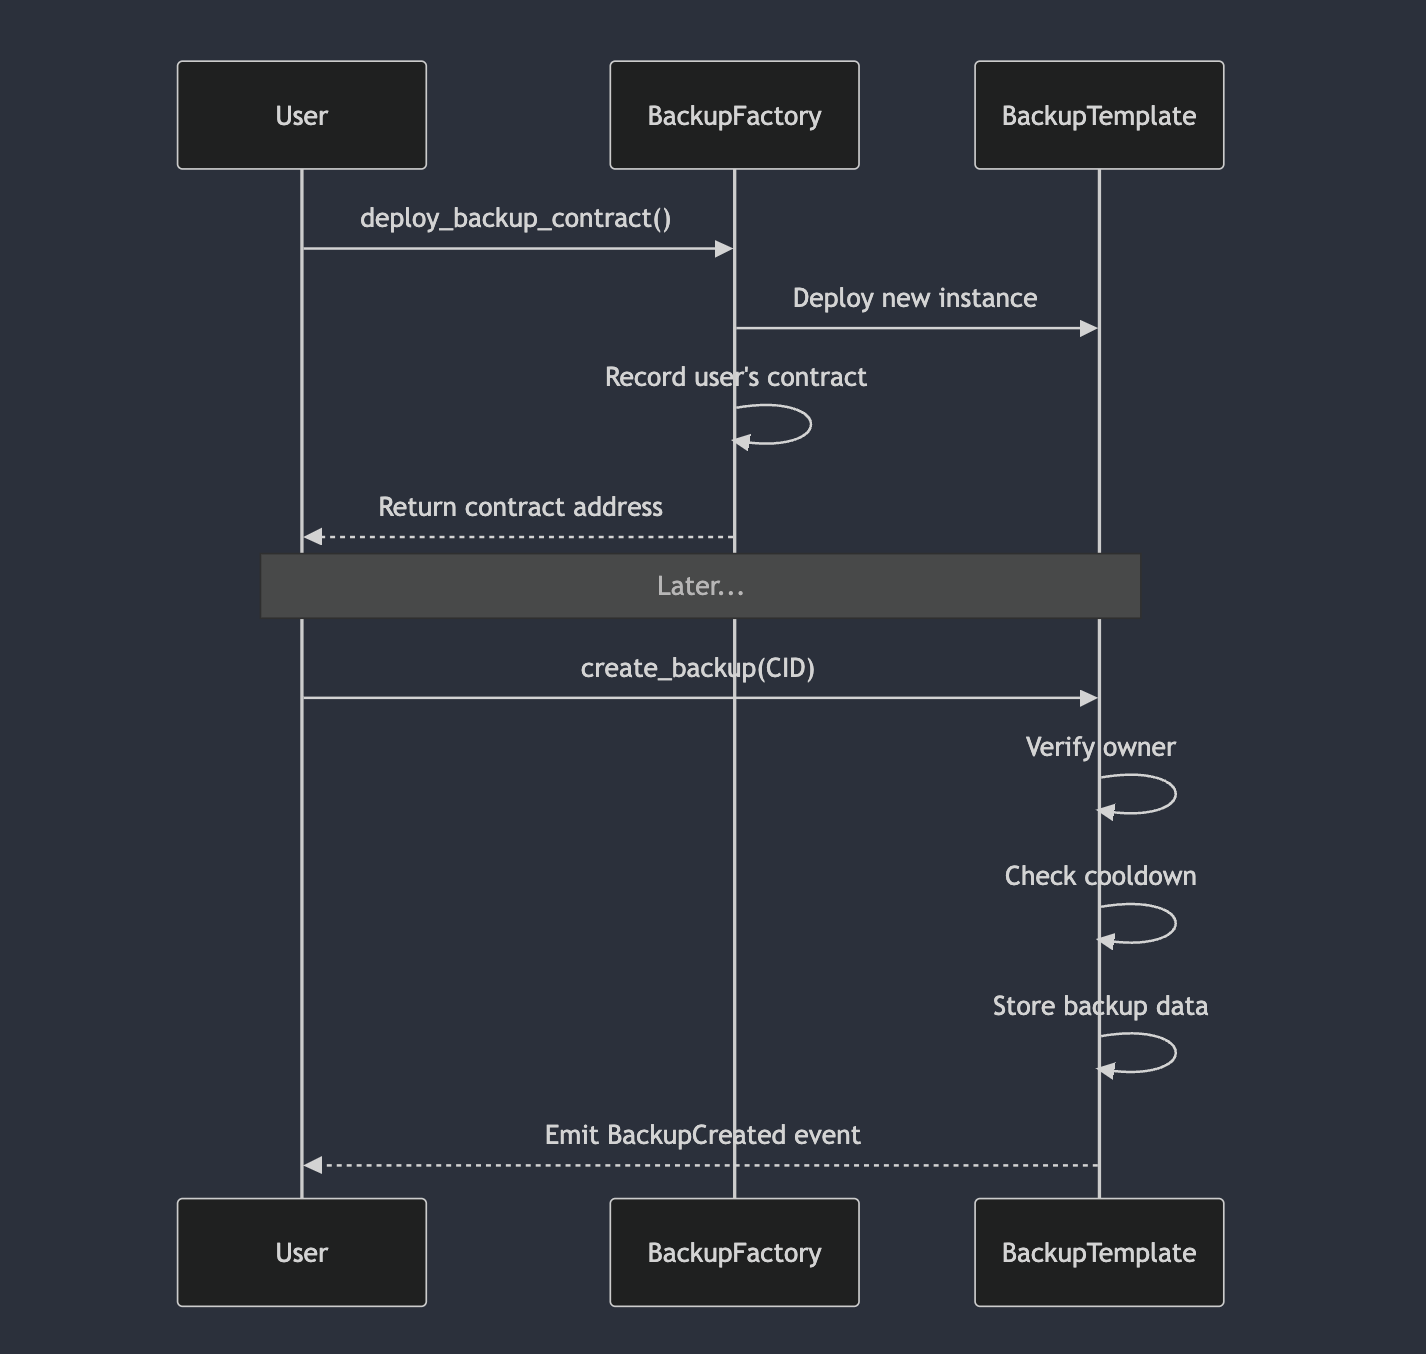 User
BackupFactory
BackupTemplate
deploy_backup_contract()
Deploy new instance
Record user's contract
Return contract address
Later...
create_backup(CID)
Verify owner
Check cooldown
Store backup data
Emit BackupCreated event
User
BackupFactory
BackupTemplate